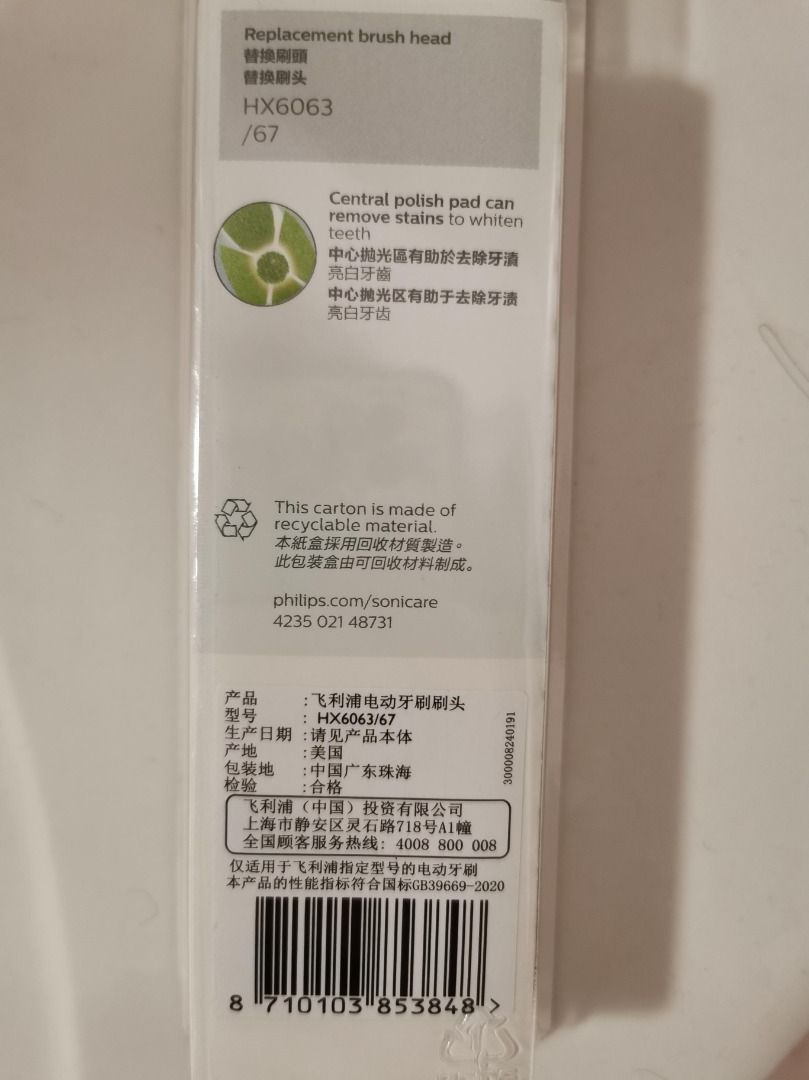 Replacement brush head
替換刷頭
替换刷头
HX6063
/67
Central polish pad can
remove stains to whiten
teeth
中心抛光區有助於去除牙漬
亮白牙齒
中心抛光区有助于去除牙渍
亮白牙齿
This carton is made of
recyclable material.
本紙盒採用回收材質製造。
此包装盒由可回收材料制成。
philips.com/sonicare
4235 021 48731
产品 :飞利浦电动牙刷刷头
型号 : HX6063/67
生产日期 :请见产品本体
产地 :美国
包装地 :中国广东珠海
检验 :合格
300008240191
飞利浦（中国）投资有限公司
上海市静安区灵石路718号A1幢
全国顾客服务热线: 4008 800 008
仅适用于飞利浦指定型号的电动牙刷
本产品的性能指标符合国标GB39669-2020
8 710103 853848 >